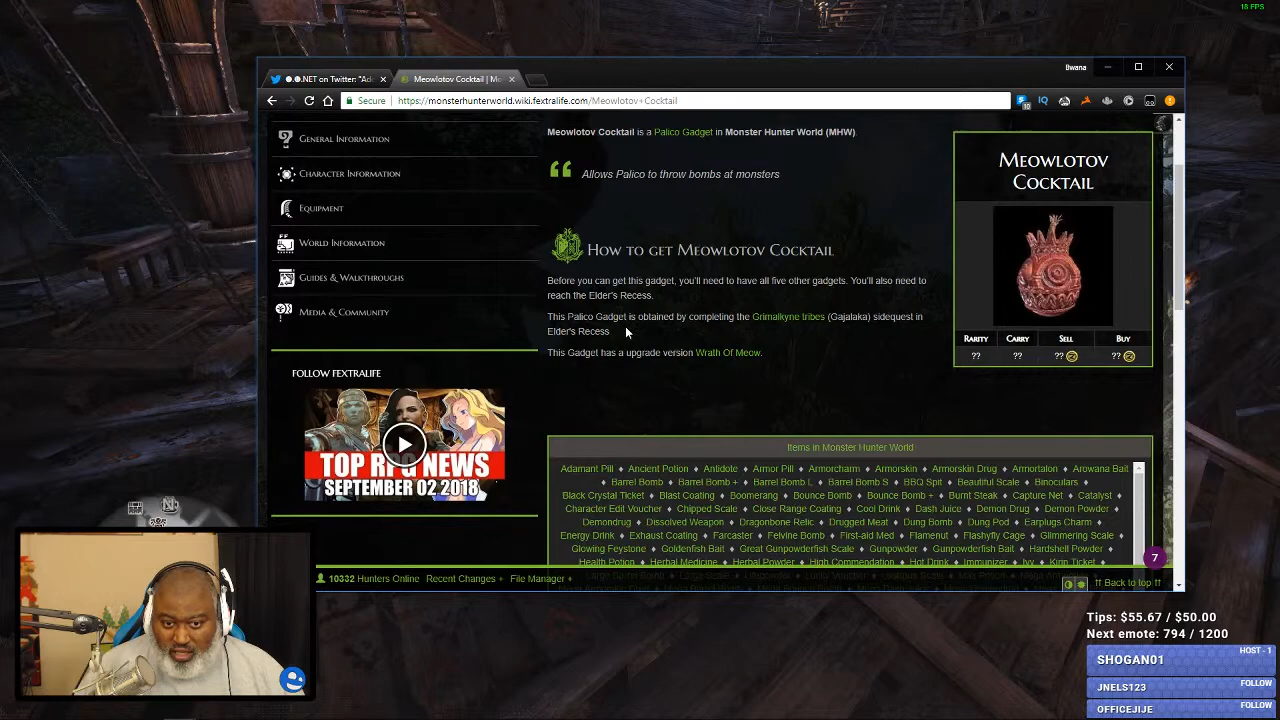 18 FPS
Bwana
●.●.NET on Twitter: "Ad
Meowlotov Cocktail | Mo
Secure
https://monsterhunterworld.wiki.fextralife.com/Meowlotov+Cocktail
IQ
18
General Information
Character Information
Equipment
World Information
Guides & Walkthroughs
Media & Community
FOLLOW FEXTRALIFE
TOP RPG NEWS
SEPTEMBER 02 2018
Meowlotov Cocktail is a Palico Gadget in Monster Hunter World (MHW).
Allows Palico to throw bombs at monsters
How to get Meowlotov Cocktail
Before you can get this gadget, you'll need to have all five other gadgets. You'll also need to
reach the Elder's Recess.
This Palico Gadget is obtained by completing the Grimalkyne tribes (Gajalaka) sidequest in
Elder's Recess
This Gadget has a upgrade version Wrath Of Meow.
Meowlotov
Cocktail
Rarity Carry Sell Buy
?? ?? ?? ??
Items in Monster Hunter World
Adamant Pill ♦ Ancient Potion ♦ Antidote ♦ Armor Pill ♦ Armorcharm ♦ Armorskin ♦ Armorskin Drug ♦ Armortalon ♦ Arowana Bait
♦ Barrel Bomb ♦ Barrel Bomb + ♦ Barrel Bomb L ♦ Barrel Bomb S ♦ BBQ Spit ♦ Beautiful Scale ♦ Binoculars ♦
Black Crystal Ticket ♦ Blast Coating ♦ Boomerang ♦ Bounce Bomb ♦ Bounce Bomb + ♦ Burnt Steak ♦ Capture Net ♦ Catalyst ♦
Character Edit Voucher ♦ Chipped Scale ♦ Close Range Coating ♦ Cool Drink ♦ Dash Juice ♦ Demon Drug ♦ Demon Powder ♦
Demondrug ♦ Dissolved Weapon ♦ Dragonbone Relic ♦ Drugged Meat ♦ Dung Bomb ♦ Dung Pod ♦ Earplugs Charm ♦
Energy Drink ♦ Exhaust Coating ♦ Farcaster ♦ Felvine Bomb ♦ First-aid Med ♦ Flamenut ♦ Flashyfly Cage ♦ Glimmering Scale ♦
Glowing Feystone ♦ Goldenfish Bait ♦ Great Gunpowderfish Scale ♦ Gunpowder ♦ Gunpowderfish Bait ♦ Hardshell Powder ♦
Health Potion ♦ Herbal Medicine ♦ Herbal Powder ♦ High Commendation ♦ Hot Drink ♦ Immunizer ♦ Ivy ♦ Kirin Ticket ♦
7
10332 Hunters Online Recent Changes + File Manager +
↑↑ Back to top ↑↑
Tips: $55.67 / $50.00
Next emote: 794 / 1200
SHOGAN01
HOST - 1
JNELS123
FOLLOW
OFFICEJIJE
FOLLOW